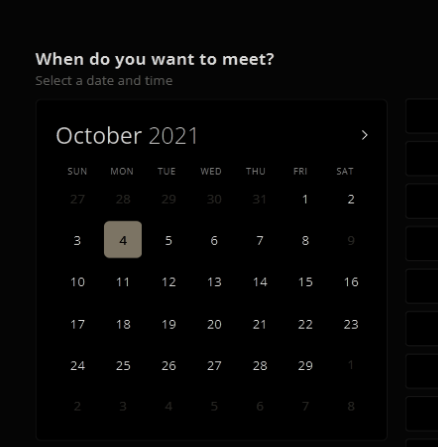 When do you want to meet?
Select a date and time
October 2021
SUN MON TUE WED THU FRI SAT
27 28 29 30 31 1 2
3 4 5 6 7 8 9
10 11 12 13 14 15 16
17 18 19 20 21 22 23
24 25 26 27 28 29 1
2 3 4 5 6 7 8